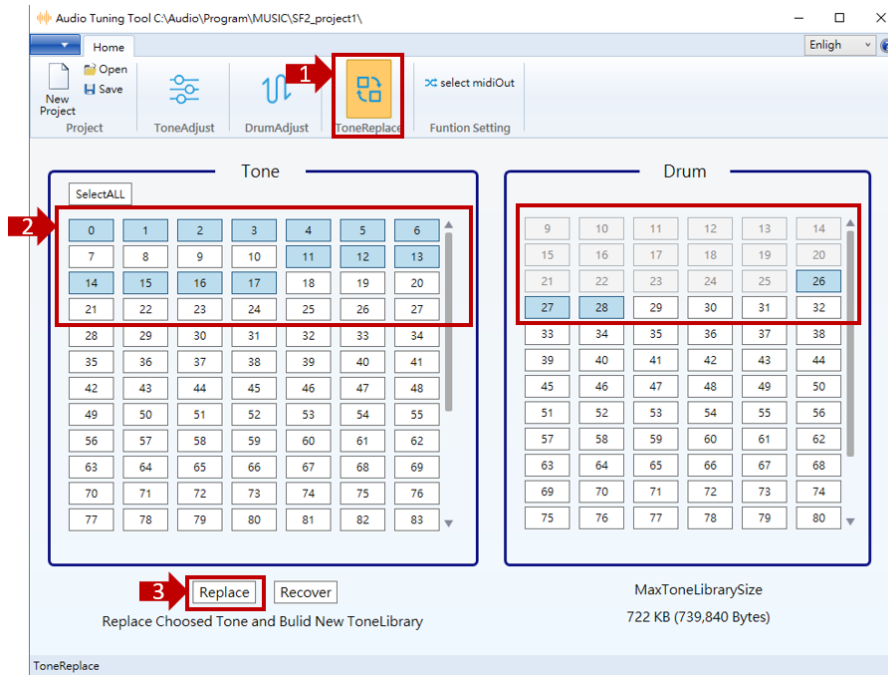 Audio Tuning Tool C:\Audio\Program\MUSIC\SF2_project1\
Home
Enligh
New Project
Open
Save
Project
ToneAdjust
DrumAdjust
1
ToneReplace
select midiOut
Funtion Setting
Tone
SelectALL
2
0 1 2 3 4 5 6
7 8 9 10 11 12 13
14 15 16 17 18 19 20
21 22 23 24 25 26 27
28 29 30 31 32 33 34
35 36 37 38 39 40 41
42 43 44 45 46 47 48
49 50 51 52 53 54 55
56 57 58 59 60 61 62
63 64 65 66 67 68 69
70 71 72 73 74 75 76
77 78 79 80 81 82 83
Drum
9 10 11 12 13 14
15 16 17 18 19 20
21 22 23 24 25 26
27 28 29 30 31 32
33 34 35 36 37 38
39 40 41 42 43 44
45 46 47 48 49 50
51 52 53 54 55 56
57 58 59 60 61 62
63 64 65 66 67 68
69 70 71 72 73 74
75 76 77 78 79 80
3
Replace
Recover
Replace Choosed Tone and Bulid New ToneLibrary
MaxToneLibrarySize
722 KB (739,840 Bytes)
ToneReplace